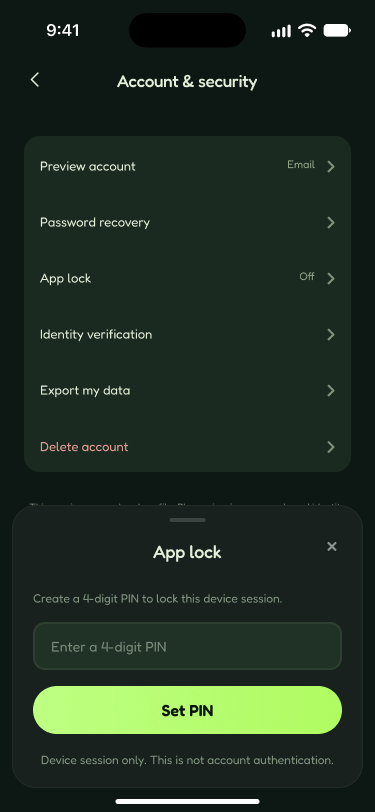 9:41
Account & security
Preview account Email
Password recovery
App lock Off
Identity verification
Export my data
Delete account
App lock
Create a 4-digit PIN to lock this device session.
Enter a 4-digit PIN
Set PIN
Device session only. This is not account authentication.